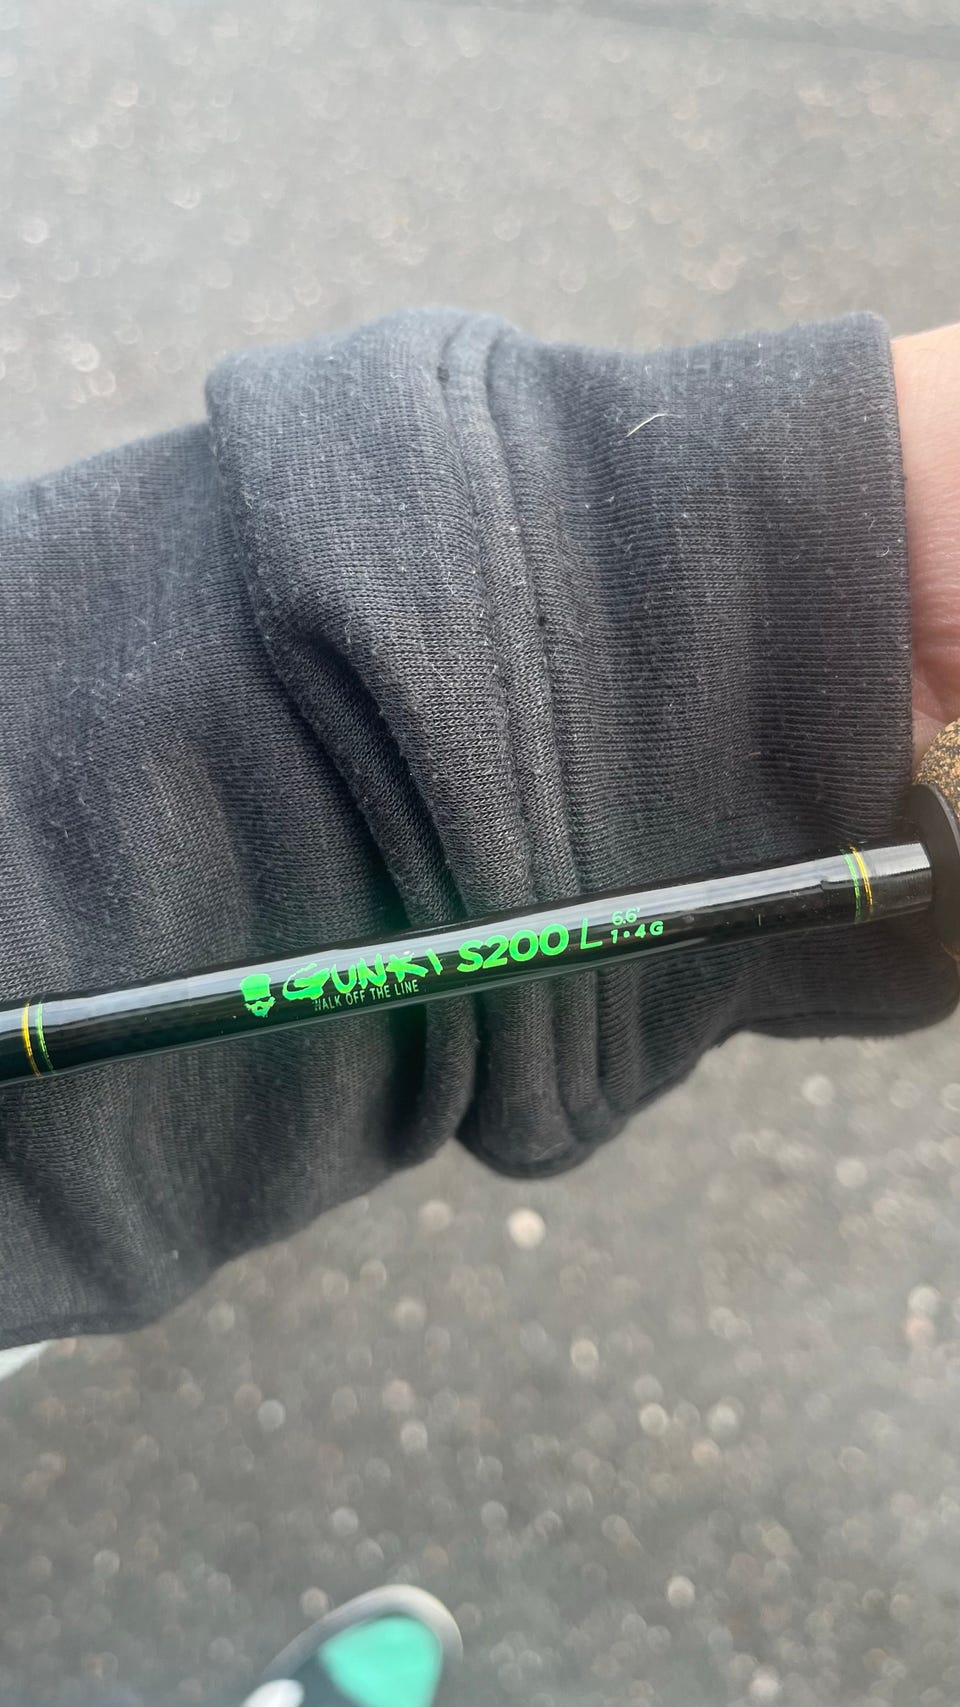 GUNKI S200 L 6.6'
1•4G
WALK OFF THE LINE